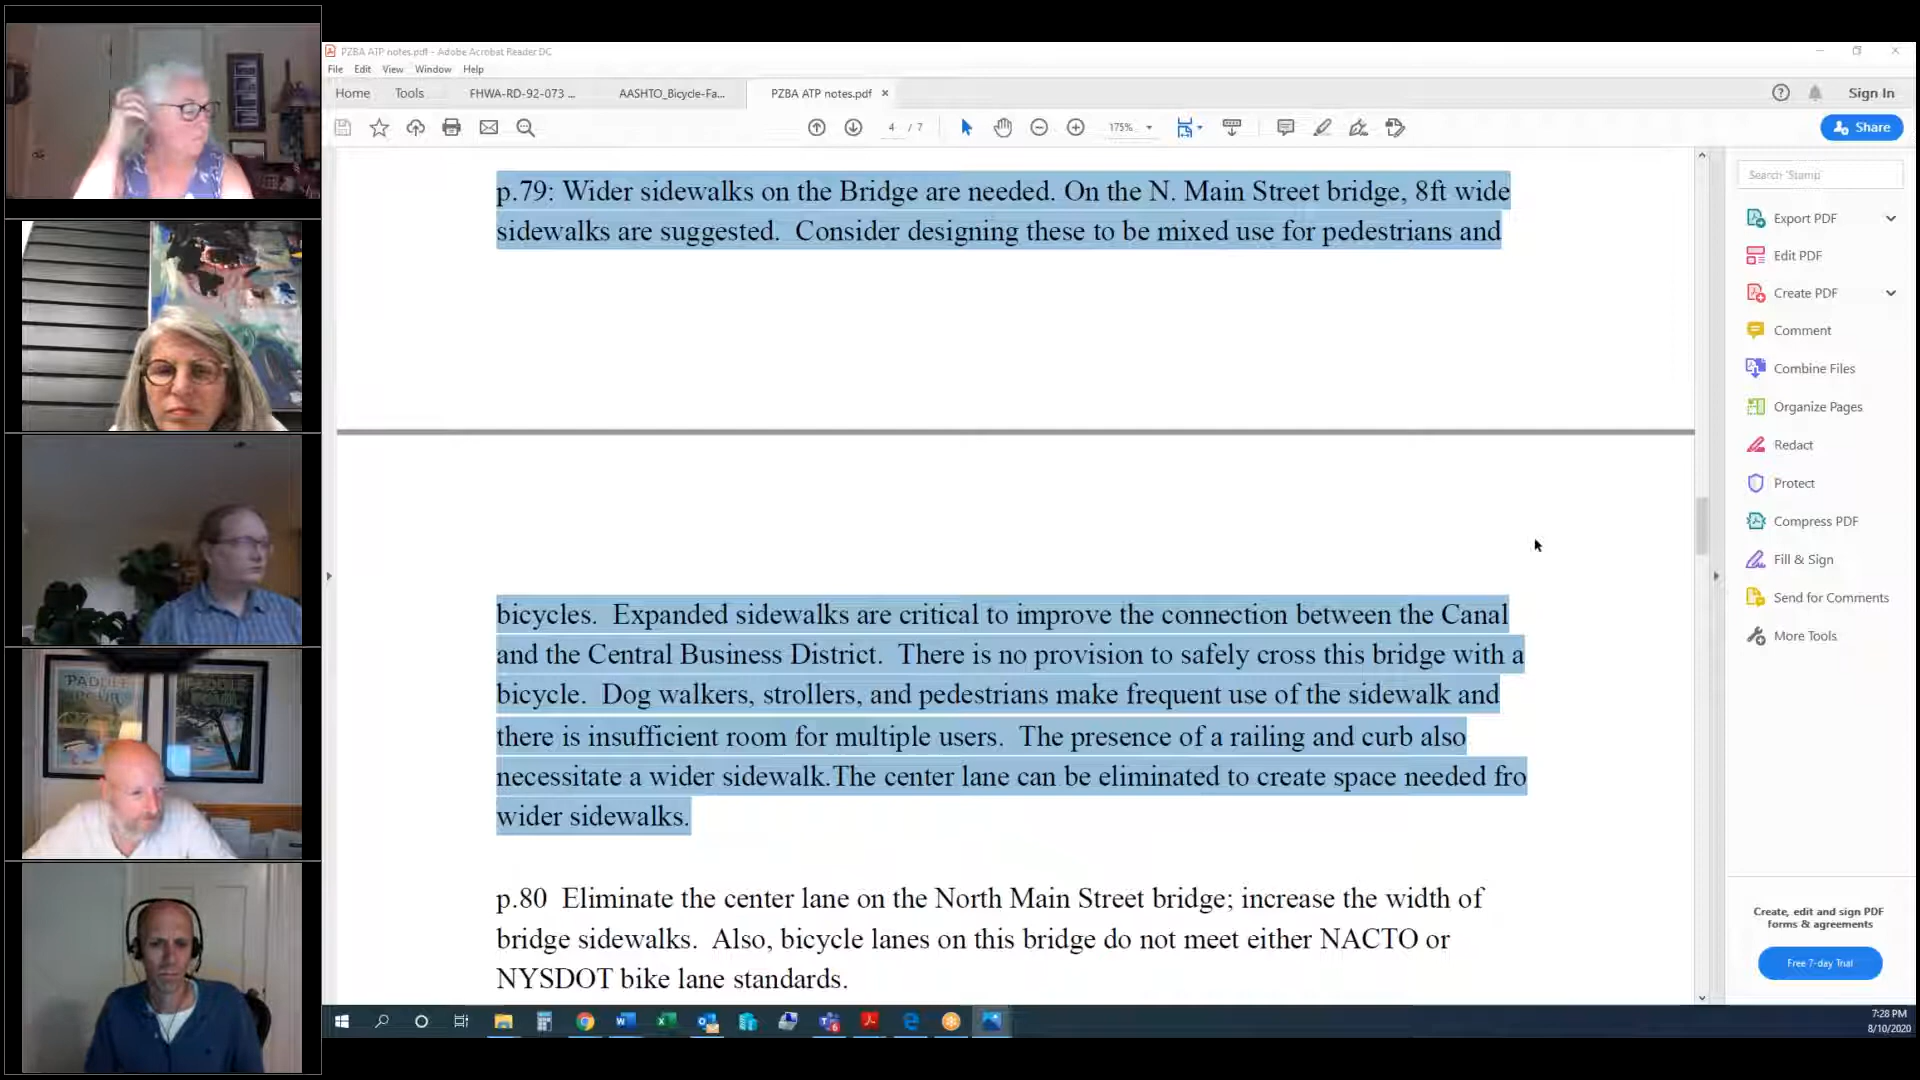 PZBA ATP notes.pdf - Adobe Acrobat Reader DC
File Edit View Window Help
Home Tools FHWA-RD-92-073 ... AASHTO_Bicycle-Fa... PZBA ATP notes.pdf × Sign In
4 / 7 175% Share
p.79: Wider sidewalks on the Bridge are needed. On the N. Main Street bridge, 8ft wide
sidewalks are suggested. Consider designing these to be mixed use for pedestrians and
bicycles. Expanded sidewalks are critical to improve the connection between the Canal
and the Central Business District. There is no provision to safely cross this bridge with a
bicycle. Dog walkers, strollers, and pedestrians make frequent use of the sidewalk and
there is insufficient room for multiple users. The presence of a railing and curb also
necessitate a wider sidewalk.The center lane can be eliminated to create space needed fro
wider sidewalks.
p.80 Eliminate the center lane on the North Main Street bridge; increase the width of
bridge sidewalks. Also, bicycle lanes on this bridge do not meet either NACTO or
NYSDOT bike lane standards.
Search 'Stamp'
Export PDF
Edit PDF
Create PDF
Comment
Combine Files
Organize Pages
Redact
Protect
Compress PDF
Fill & Sign
Send for Comments
More Tools
Create, edit and sign PDF
forms & agreements
Free 7-day Trial
7:28 PM
8/10/2020
PADDLE